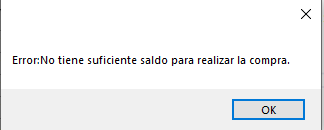 Error:No tiene suficiente saldo para realizar la compra.
OK